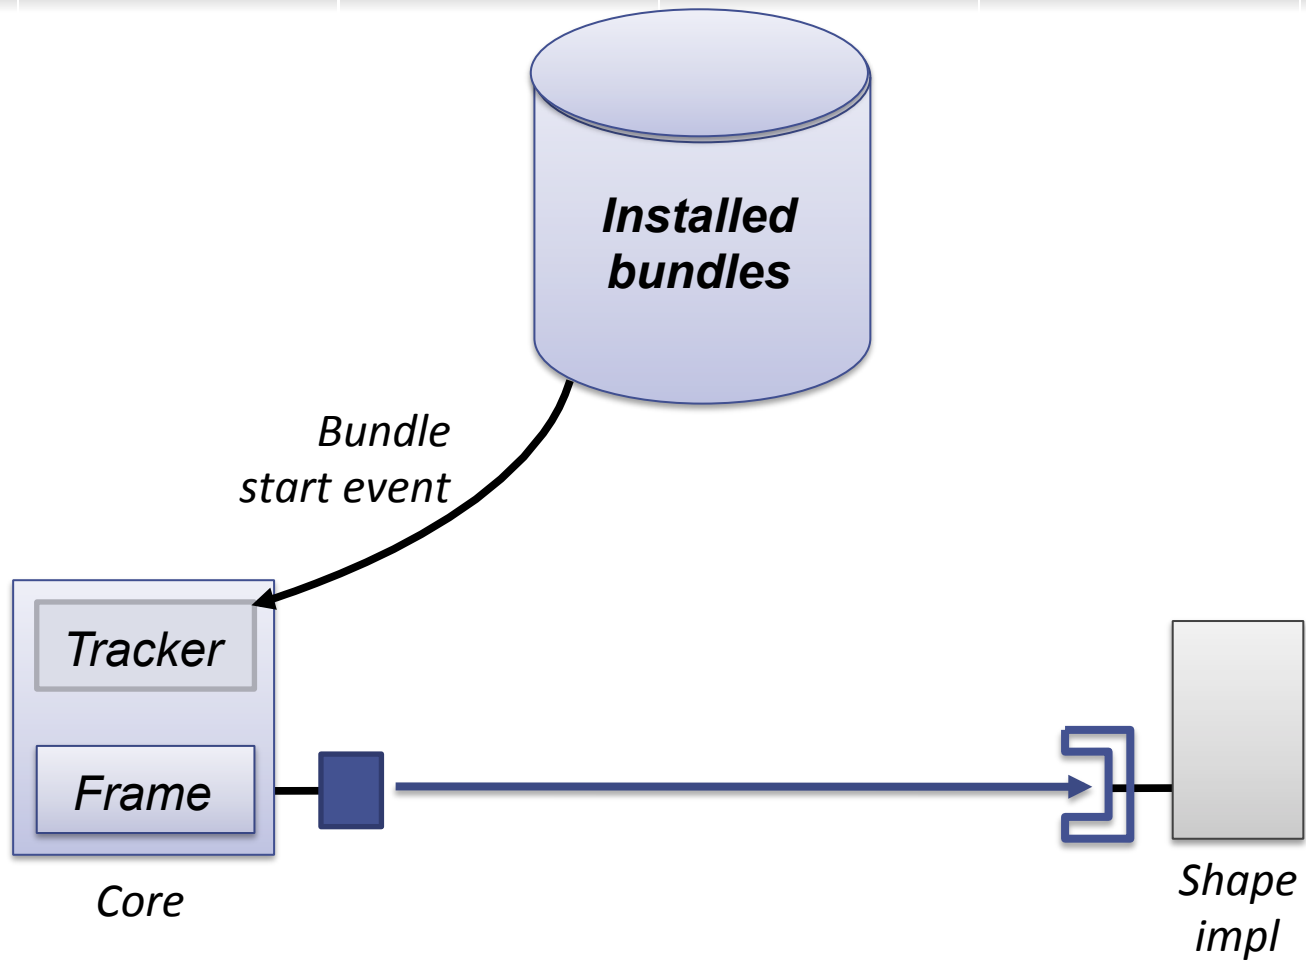 Installed
bundles
Bundle
start event
Tracker
Frame
Core
Shape
impl